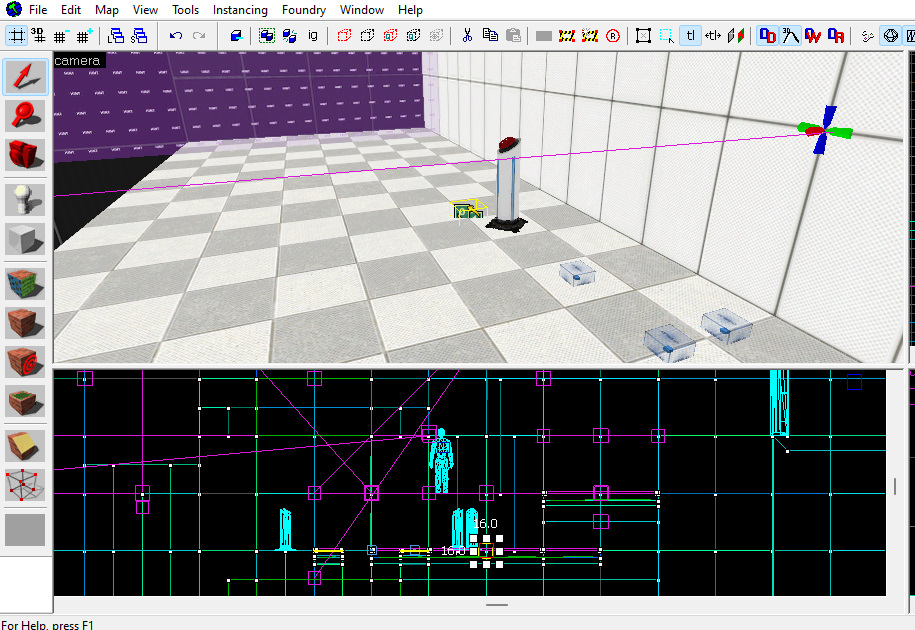 File Edit Map View Tools Instancing Foundry Window Help
3D ig R tl
camera
16.0
16.0
For Help, press F1